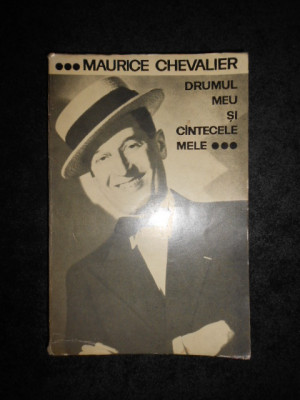 ●●● MAURICE CHEVALIER
DRUMUL
MEU
ȘI
CÎNTECELE
MELE ●●●